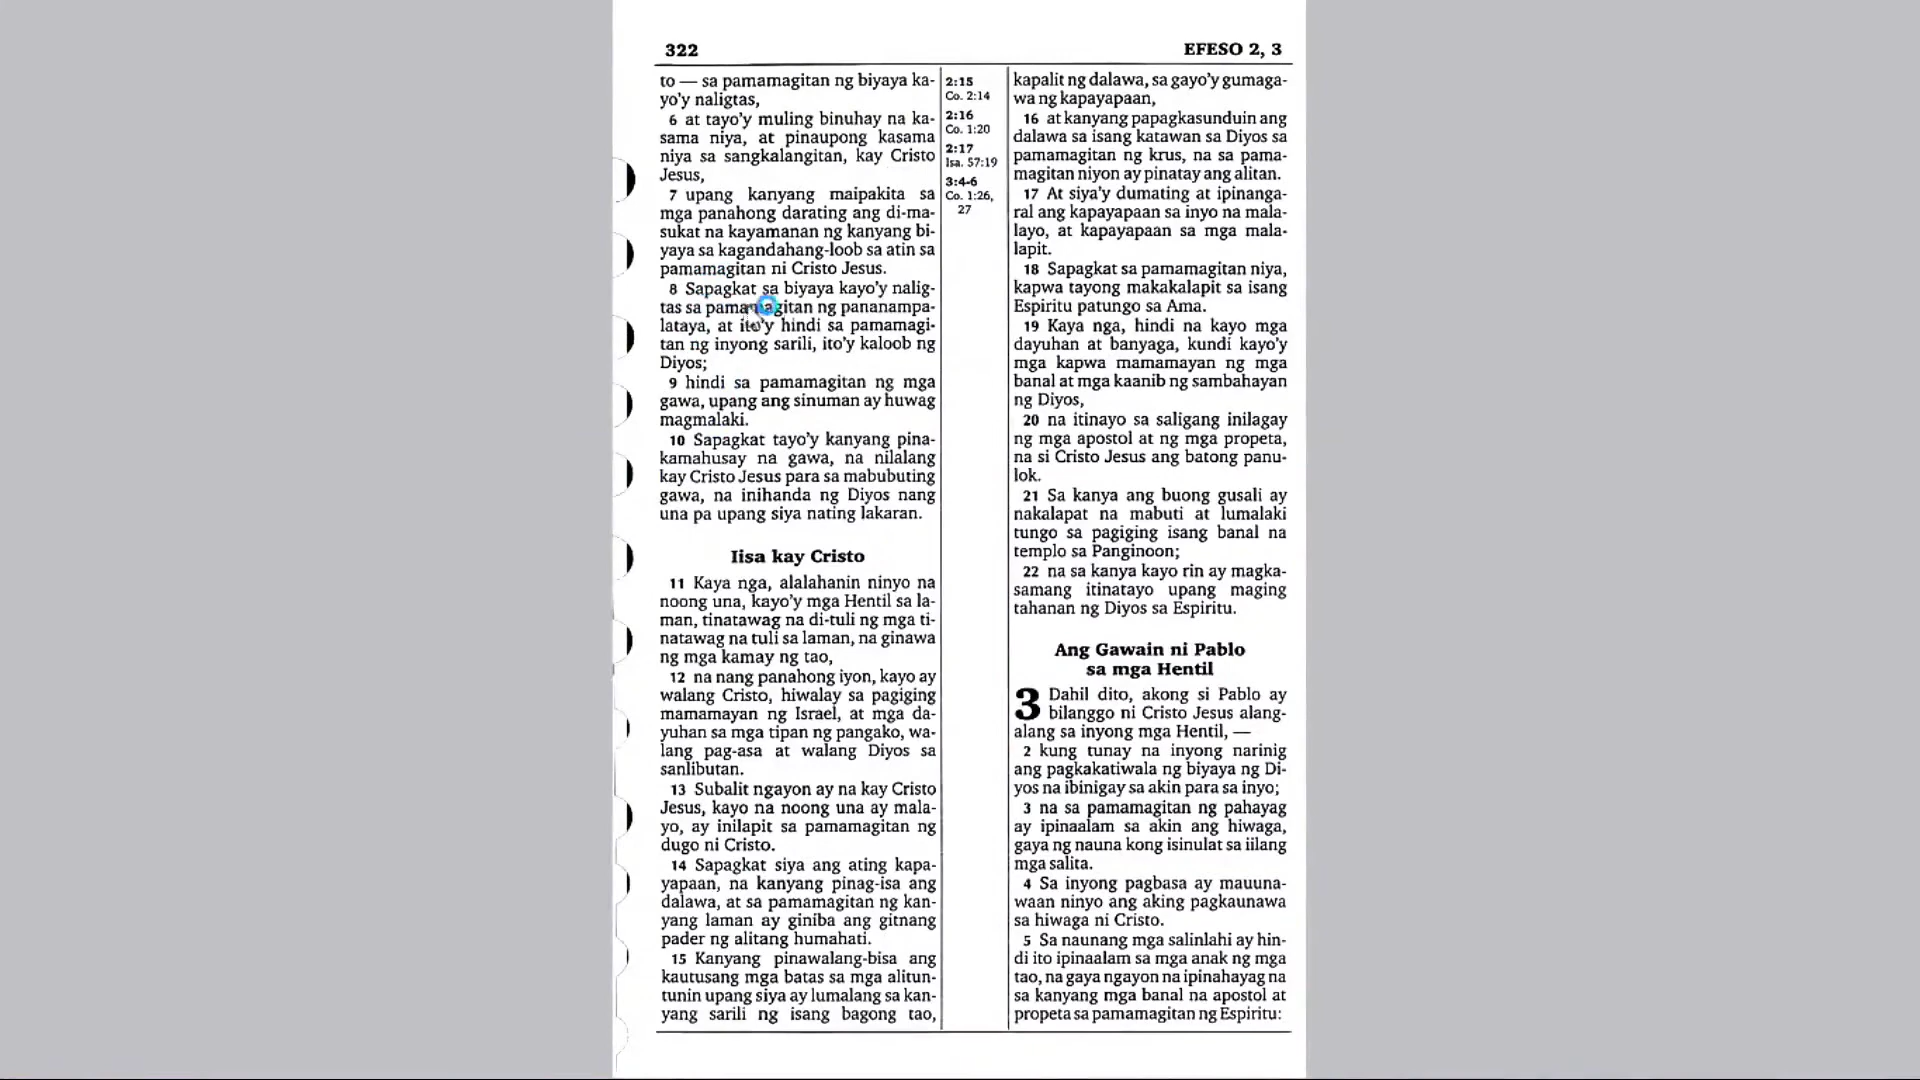 322
EFESO 2, 3
to — sa pamamagitan ng biyaya ka-
yo'y naligtas,
6 at tayo'y muling binuhay na ka-
sama niya, at pinaupong kasama
niya sa sangkalangitan, kay Cristo
Jesus,
7 upang kanyang maipakita sa
mga panahong darating ang di-ma-
sukat na kayamanan ng kanyang bi-
yaya sa kagandahang-loob sa atin sa
pamamagitan ni Cristo Jesus.
8 Sapagkat sa biyaya kayo'y nalig-
tas sa pamamagitan ng pananampa-
lataya, at ito'y hindi sa pamamagi-
tan ng inyong sarili, ito'y kaloob ng
Diyos;
9 hindi sa pamamagitan ng mga
gawa, upang ang sinuman ay huwag
magmalaki.
10 Sapagkat tayo'y kanyang pina-
kamahusay na gawa, na nilalang
kay Cristo Jesus para sa mabubuting
gawa, na inihanda ng Diyos nang
una pa upang siya nating lakaran.
Iisa kay Cristo
11 Kaya nga, alalahanin ninyo na
noong una, kayo'y mga Hentil sa la-
man, tinatawag na di-tuli ng mga ti-
natawag na tuli sa laman, na ginawa
ng mga kamay ng tao,
12 na nang panahong iyon, kayo ay
walang Cristo, hiwalay sa pagiging
mamamayan ng Israel, at mga da-
yuhan sa mga tipan ng pangako, wa-
lang pag-asa at walang Diyos sa
sanlibutan.
13 Subalit ngayon ay na kay Cristo
Jesus, kayo na noong una ay mala-
yo, ay inilapit sa pamamagitan ng
dugo ni Cristo.
14 Sapagkat siya ang ating kapa-
yapaan, na kanyang pinag-isa ang
dalawa, at sa pamamagitan ng kan-
yang laman ay giniba ang gitnang
pader ng alitang humahati.
15 Kanyang pinawalang-bisa ang
kautusang mga batas sa mga alitun-
tunin upang siya ay lumalang sa kan-
yang sarili ng isang bagong tao,
2:15
Co. 2:14
2:16
Co. 1:20
2:17
Isa. 57:19
3:4-6
Co. 1:26,
27
kapalit ng dalawa, sa gayo'y gumaga-
wa ng kapayapaan,
16 at kanyang papagkasunduin ang
dalawa sa isang katawan sa Diyos sa
pamamagitan ng krus, na sa pama-
magitan niyon ay pinatay ang alitan.
17 At siya'y dumating at ipinanga-
ral ang kapayapaan sa inyo na mala-
layo, at kapayapaan sa mga mala-
lapit.
18 Sapagkat sa pamamagitan niya,
kapwa tayong makakalapit sa isang
Espiritu patungo sa Ama.
19 Kaya nga, hindi na kayo mga
dayuhan at banyaga, kundi kayo'y
mga kapwa mamamayan ng mga
banal at mga kaanib ng sambahayan
ng Diyos,
20 na itinayo sa saligang inilagay
ng mga apostol at ng mga propeta,
na si Cristo Jesus ang batong panu-
lok.
21 Sa kanya ang buong gusali ay
nakalapat na mabuti at lumalaki
tungo sa pagiging isang banal na
templo sa Panginoon;
22 na sa kanya kayo rin ay magka-
samang itinatayo upang maging
tahanan ng Diyos sa Espiritu.
Ang Gawain ni Pablo
sa mga Hentil
3 Dahil dito, akong si Pablo ay
bilanggo ni Cristo Jesus alang-
alang sa inyong mga Hentil, —
2 kung tunay na inyong narinig
ang pagkakatiwala ng biyaya ng Di-
yos na ibinigay sa akin para sa inyo;
3 na sa pamamagitan ng pahayag
ay ipinaalam sa akin ang hiwaga,
gaya ng nauna kong isinulat sa iilang
mga salita.
4 Sa inyong pagbasa ay mauuna-
waan ninyo ang aking pagkaunawa
sa hiwaga ni Cristo.
5 Sa naunang mga salinlahi ay hin-
di ito ipinaalam sa mga anak ng mga
tao, na gaya ngayon na ipinahayag na
sa kanyang mga banal na apostol at
propeta sa pamamagitan ng Espiritu: